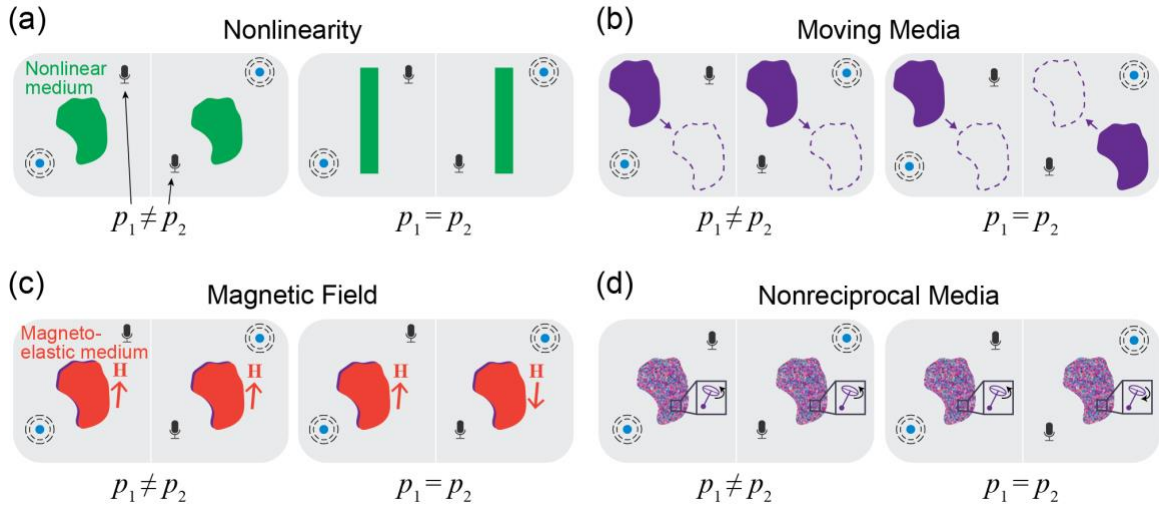 (a)
Nonlinearity
Nonlinear
medium
p1 ≠ p2
p1 = p2
(b)
Moving Media
p1 ≠ p2
p1 = p2
(c)
Magnetic Field
Magneto-
elastic medium
H
H
H
H
p1 ≠ p2
p1 = p2
(d)
Nonreciprocal Media
p1 ≠ p2
p1 = p2